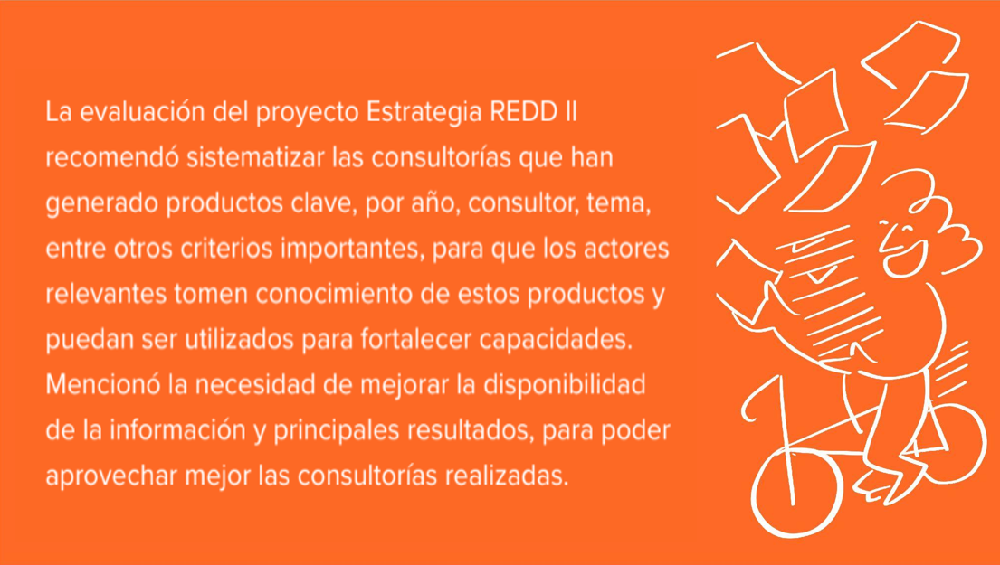 La evaluación del proyecto Estrategia REDD II
recomendó sistematizar las consultorías que han
generado productos clave, por año, consultor, tema,
entre otros criterios importantes, para que los actores
relevantes tomen conocimiento de estos productos y
puedan ser utilizados para fortalecer capacidades.
Mencionó la necesidad de mejorar la disponibilidad
de la información y principales resultados, para poder
aprovechar mejor las consultorías realizadas.